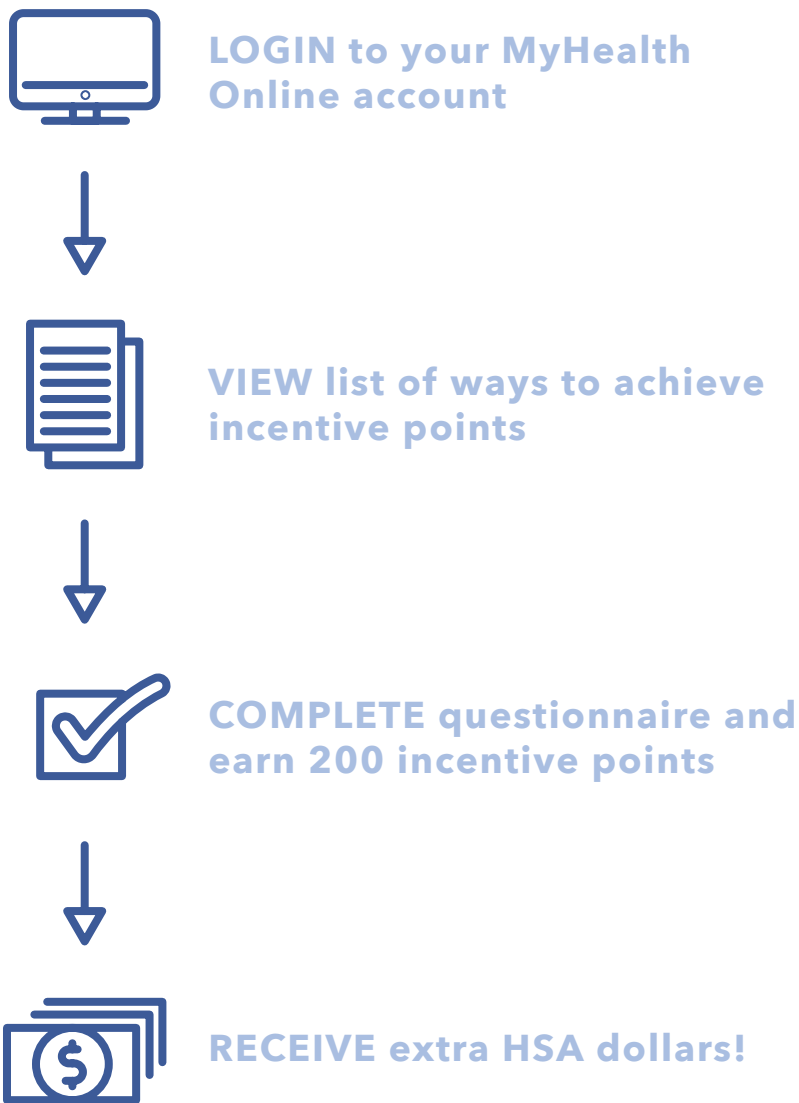 LOGIN to your MyHealth
Online account
VIEW list of ways to achieve
incentive points
COMPLETE questionnaire and
earn 200 incentive points
$
RECEIVE extra HSA dollars!